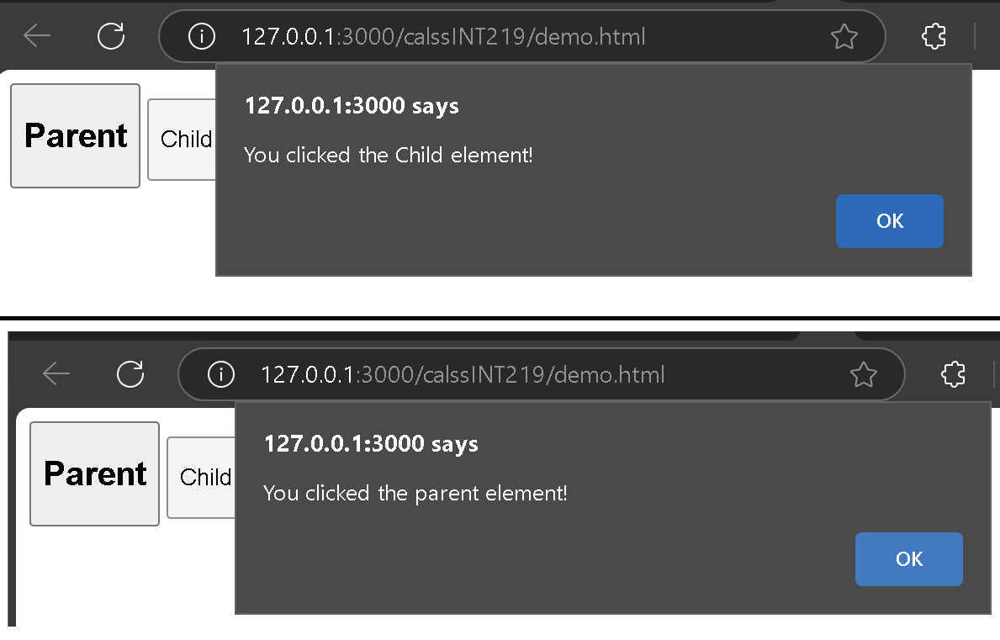 127.0.0.1:3000/calssINT219/demo.html
127.0.0.1:3000 says
You clicked the Child element!
Parent
Child
OK
127.0.0.1:3000/calssINT219/demo.html
127.0.0.1:3000 says
You clicked the parent element!
Parent
Child
OK